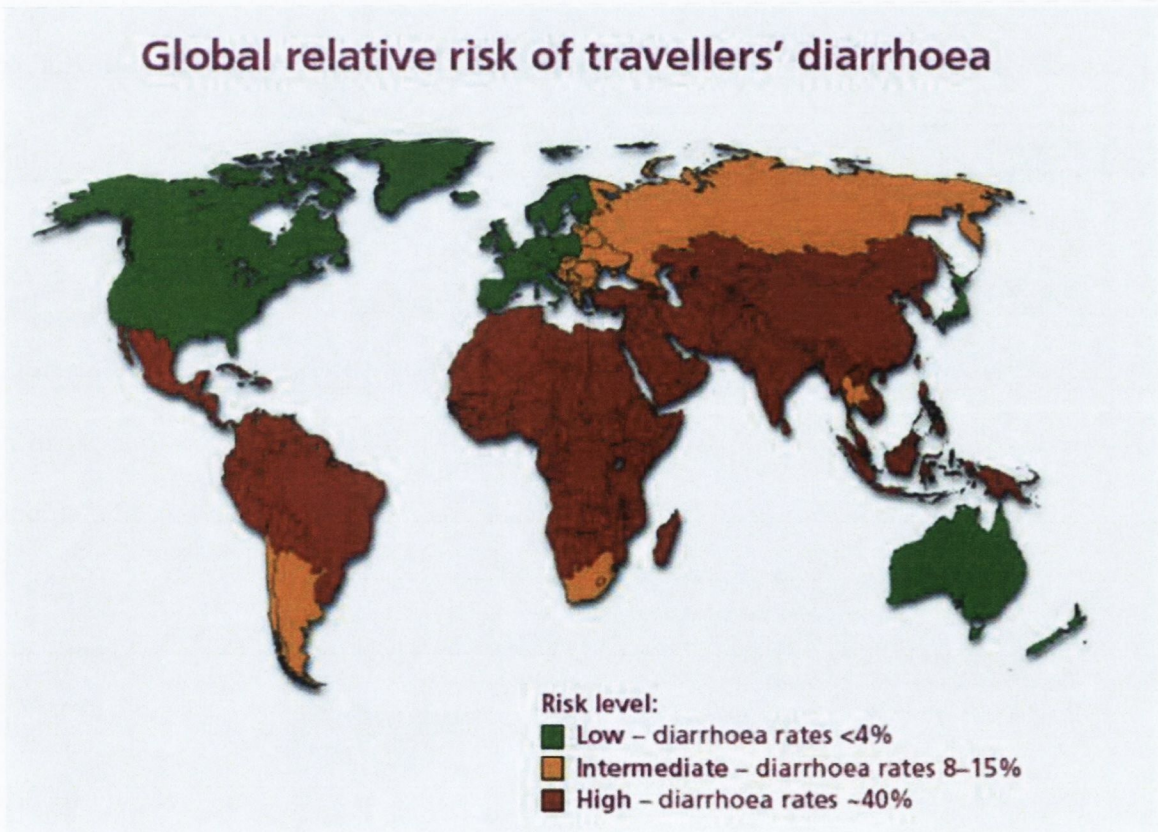 Global relative risk of travellers’ diarrhoea
Risk level:
Low – diarrhoea rates <4%
Intermediate – diarrhoea rates 8–15%
High – diarrhoea rates ~40%